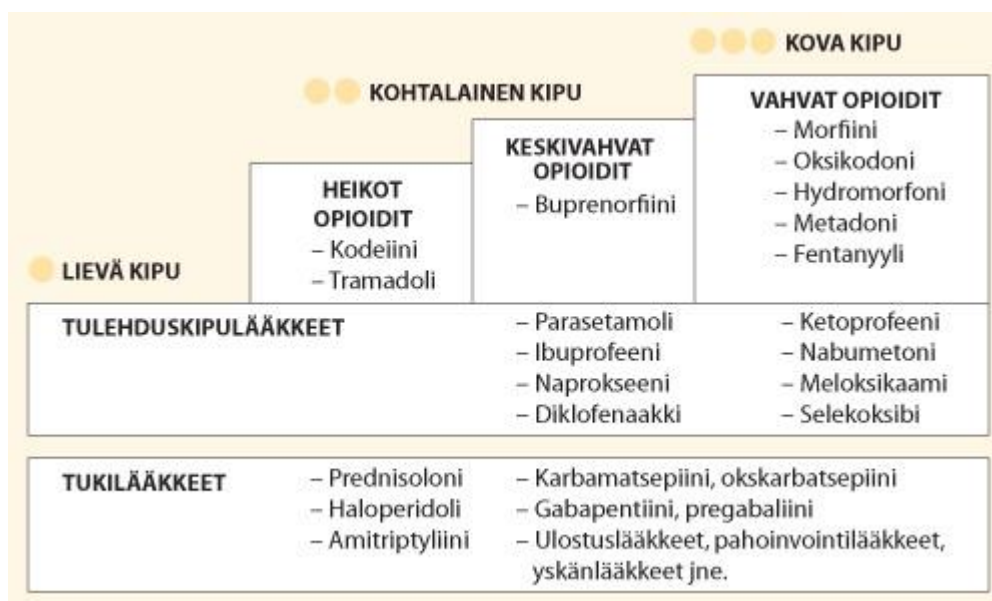 KOVA KIPU
KOHTALAINEN KIPU
LIEVÄ KIPU
HEIKOT
OPIOIDIT
– Kodeiini
– Tramadoli
KESKIVAHVAT
OPIOIDIT
– Buprenorfiini
VAHVAT OPIOIDIT
– Morfiini
– Oksikodoni
– Hydromorfoni
– Metadoni
– Fentanyyli
TULEHDUSKIPULÄÄKKEET
– Parasetamoli
– Ibuprofeeni
– Naprokseeni
– Diklofenaakki
– Ketoprofeeni
– Nabumetoni
– Meloksikaami
– Selekoksibi
TUKILÄÄKKEET
– Prednisoloni
– Haloperidoli
– Amitriptyliini
– Karbamatsepiini, okskarbatsepiini
– Gabapentiini, pregabaliini
– Ulostuslääkkeet, pahoinvointilääkkeet,
yskänlääkkeet jne.